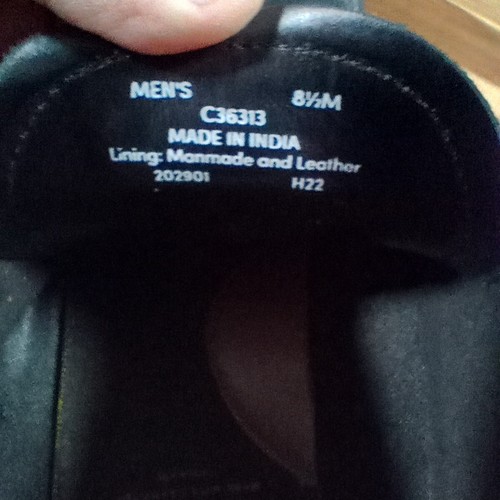 MEN'S 8½M
C36313
MADE IN INDIA
Lining: Manmade and Leather
202901 H22